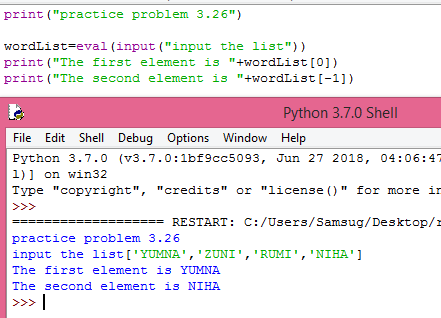 print("practice problem 3.26")
wordList=eval(input("input the list"))
print("The first element is "+wordList[0])
print("The second element is "+wordList[-1])
Python 3.7.0 Shell
File Edit Shell Debug Options Window Help
Python 3.7.0 (v3.7.0:1bf9cc5093, Jun 27 2018, 04:06:47
l)] on win32
Type "copyright", "credits" or "license()" for more in
>>>
=================== RESTART: C:/Users/Samsug/Desktop/r
practice problem 3.26
input the list['YUMNA','ZUNI','RUMI','NIHA']
The first element is YUMNA
The second element is NIHA
>>>